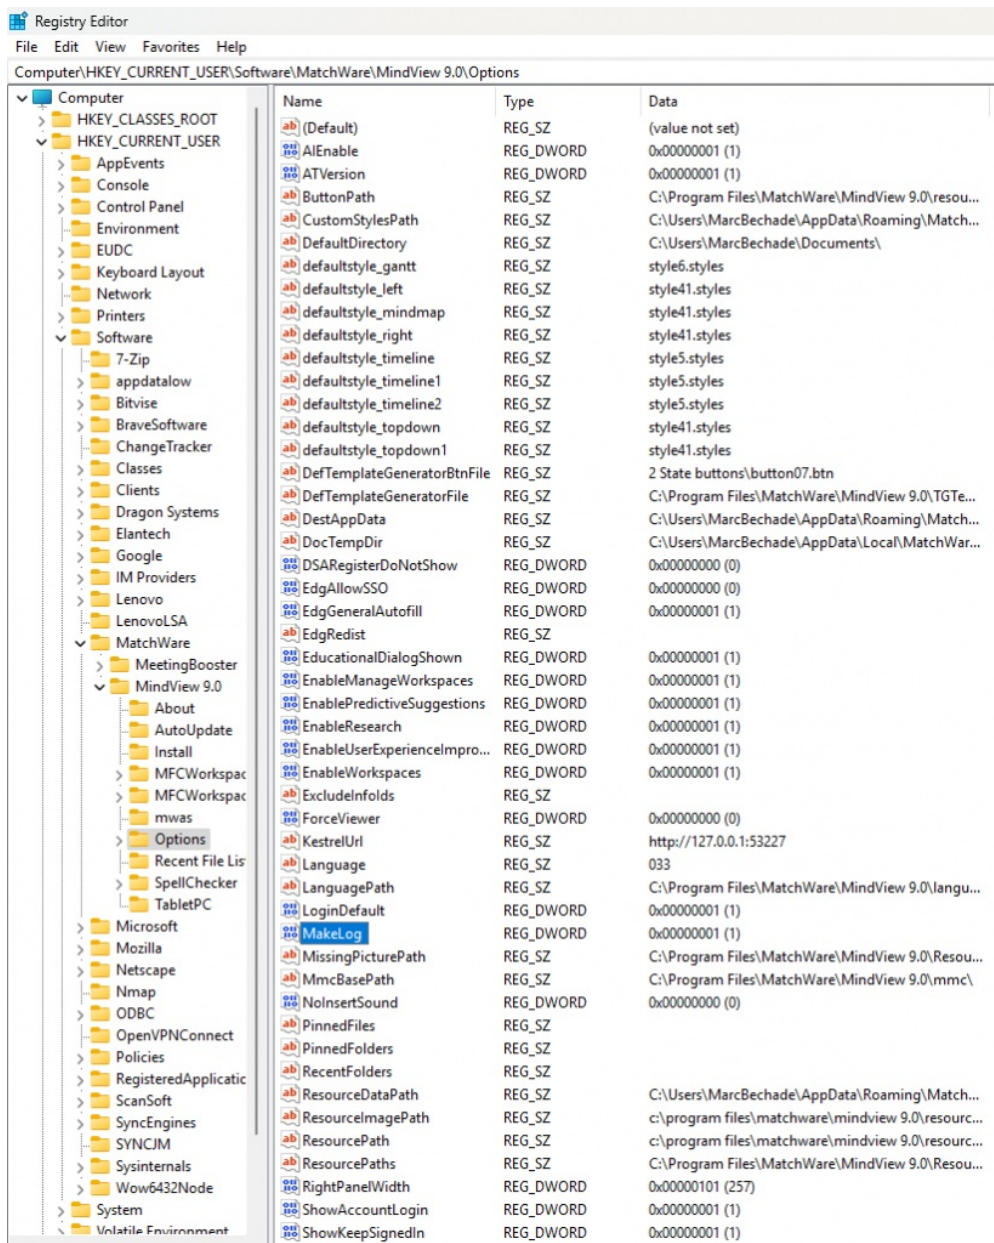 Registry Editor
File Edit View Favorites Help
Computer\HKEY_CURRENT_USER\Software\MatchWare\MindView 9.0\Options
Computer
HKEY_CLASSES_ROOT
HKEY_CURRENT_USER
AppEvents
Console
Control Panel
Environment
EUDC
Keyboard Layout
Network
Printers
Software
7-Zip
appdatalow
Bitvise
BraveSoftware
ChangeTracker
Classes
Clients
Dragon Systems
Elantech
Google
IM Providers
Lenovo
LenovoLSA
MatchWare
MeetingBooster
MindView 9.0
About
AutoUpdate
Install
MFCWorkspac
MFCWorkspac
mwas
Options
Recent File Lis
SpellChecker
TabletPC
Microsoft
Mozilla
Netscape
Nmap
ODBC
OpenVPNConnect
Policies
RegisteredApplicatic
ScanSoft
SyncEngines
SYNCJM
Sysinternals
Wow6432Node
System
Volatile Environment
Name Type Data
(Default) REG_SZ (value not set)
AIEnable REG_DWORD 0x00000001 (1)
ATVersion REG_DWORD 0x00000001 (1)
ButtonPath REG_SZ C:\Program Files\MatchWare\MindView 9.0\resou...
CustomStylesPath REG_SZ C:\Users\MarcBechade\AppData\Roaming\Match...
DefaultDirectory REG_SZ C:\Users\MarcBechade\Documents\
defaultstyle_gantt REG_SZ style6.styles
defaultstyle_left REG_SZ style41.styles
defaultstyle_mindmap REG_SZ style41.styles
defaultstyle_right REG_SZ style41.styles
defaultstyle_timeline REG_SZ style5.styles
defaultstyle_timeline1 REG_SZ style5.styles
defaultstyle_timeline2 REG_SZ style5.styles
defaultstyle_topdown REG_SZ style41.styles
defaultstyle_topdown1 REG_SZ style41.styles
DefTemplateGeneratorBtnFile REG_SZ 2 State buttons\button07.btn
DefTemplateGeneratorFile REG_SZ C:\Program Files\MatchWare\MindView 9.0\TGTe...
DestAppData REG_SZ C:\Users\MarcBechade\AppData\Roaming\Match...
DocTempDir REG_SZ C:\Users\MarcBechade\AppData\Local\MatchWar...
DSARegisterDoNotShow REG_DWORD 0x00000000 (0)
EdgAllowSSO REG_DWORD 0x00000000 (0)
EdgGeneralAutofill REG_DWORD 0x00000001 (1)
EdgRedist REG_SZ
EducationalDialogShown REG_DWORD 0x00000001 (1)
EnableManageWorkspaces REG_DWORD 0x00000001 (1)
EnablePredictiveSuggestions REG_DWORD 0x00000001 (1)
EnableResearch REG_DWORD 0x00000001 (1)
EnableUserExperienceImpro... REG_DWORD 0x00000001 (1)
EnableWorkspaces REG_DWORD 0x00000001 (1)
ExcludeInfolds REG_SZ
ForceViewer REG_DWORD 0x00000000 (0)
KestrelUrl REG_SZ http://127.0.0.1:53227
Language REG_SZ 033
LanguagePath REG_SZ C:\Program Files\MatchWare\MindView 9.0\langu...
LoginDefault REG_DWORD 0x00000001 (1)
MakeLog REG_DWORD 0x00000001 (1)
MissingPicturePath REG_SZ C:\Program Files\MatchWare\MindView 9.0\Resou...
MmcBasePath REG_SZ C:\Program Files\MatchWare\MindView 9.0\mmc\
NoInsertSound REG_DWORD 0x00000000 (0)
PinnedFiles REG_SZ
PinnedFolders REG_SZ
RecentFolders REG_SZ
ResourceDataPath REG_SZ C:\Users\MarcBechade\AppData\Roaming\Match...
ResourceImagePath REG_SZ c:\program files\matchware\mindview 9.0\resourc...
ResourcePath REG_SZ c:\program files\matchware\mindview 9.0\resourc...
ResourcePaths REG_SZ C:\Program Files\MatchWare\MindView 9.0\Resou...
RightPanelWidth REG_DWORD 0x00000101 (257)
ShowAccountLogin REG_DWORD 0x00000001 (1)
ShowKeepSignedIn REG_DWORD 0x00000001 (1)